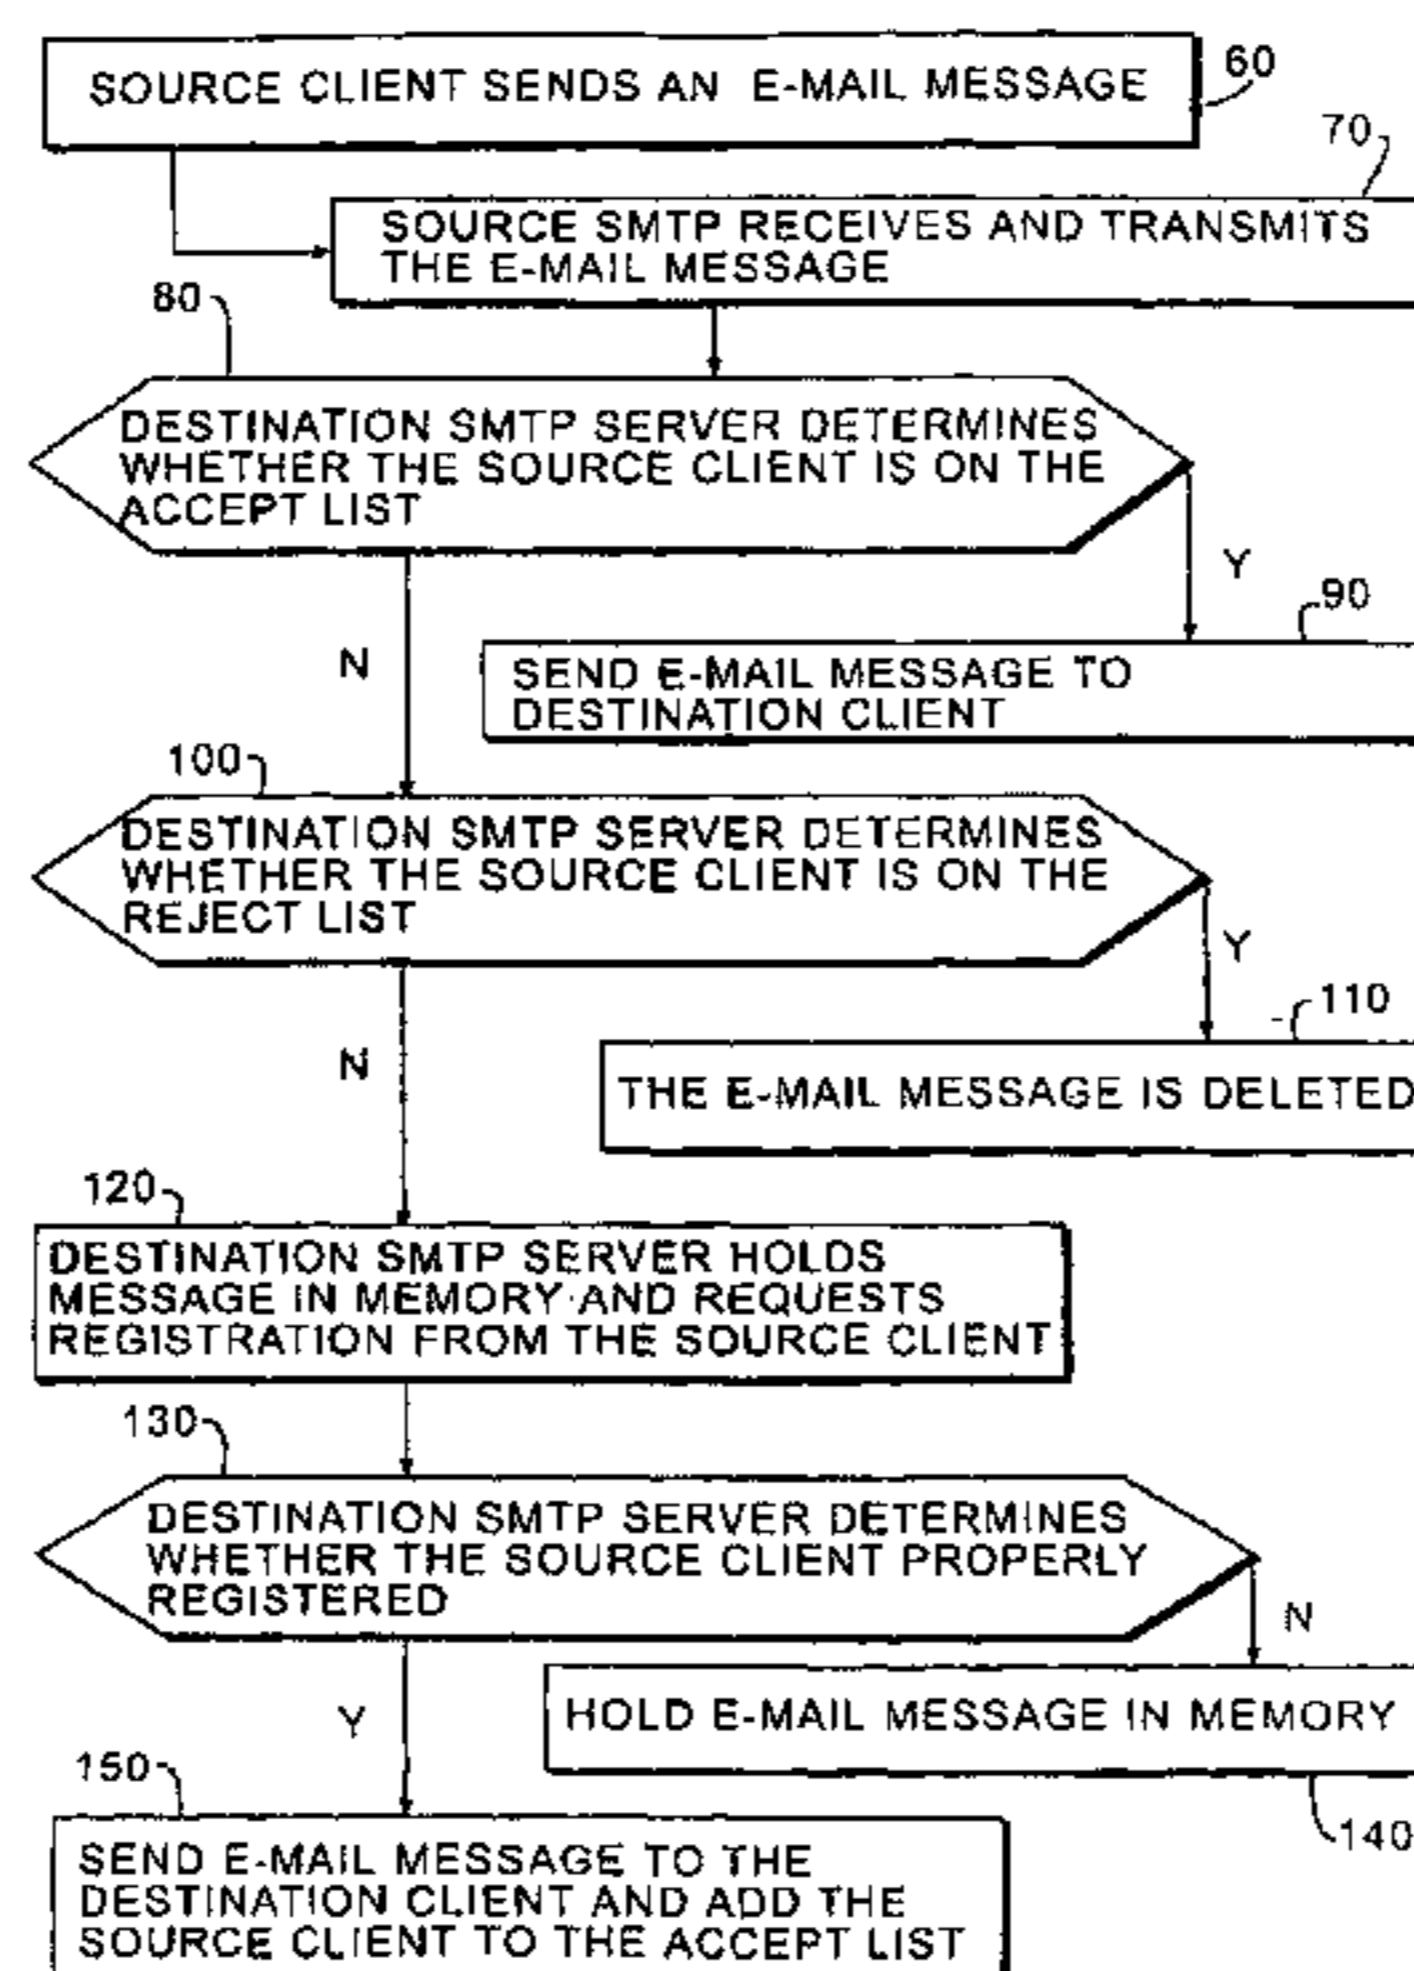 SOURCE CLIENT SENDS AN E-MAIL MESSAGE
60
70
SOURCE SMTP RECEIVES AND TRANSMITS
THE E-MAIL MESSAGE
80
DESTINATION SMTP SERVER DETERMINES
WHETHER THE SOURCE CLIENT IS ON THE
ACCEPT LIST
Y
90
N
SEND E-MAIL MESSAGE TO
DESTINATION CLIENT
100
DESTINATION SMTP SERVER DETERMINES
WHETHER THE SOURCE CLIENT IS ON THE
REJECT LIST
Y
110
N
THE E-MAIL MESSAGE IS DELETED
120
DESTINATION SMTP SERVER HOLDS
MESSAGE IN MEMORY AND REQUESTS
REGISTRATION FROM THE SOURCE CLIENT
130
DESTINATION SMTP SERVER DETERMINES
WHETHER THE SOURCE CLIENT PROPERLY
REGISTERED
N
Y
HOLD E-MAIL MESSAGE IN MEMORY
150
140
SEND E-MAIL MESSAGE TO THE
DESTINATION CLIENT AND ADD THE
SOURCE CLIENT TO THE ACCEPT LIST